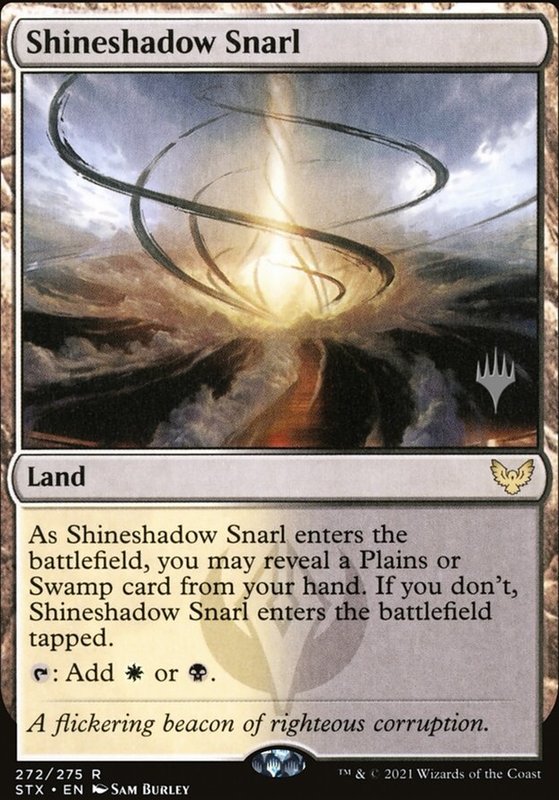 Shineshadow Snarl
Land
As Shineshadow Snarl enters the
battlefield, you may reveal a Plains or
Swamp card from your hand. If you don't,
Shineshadow Snarl enters the battlefield
tapped.
: Add or .
A flickering beacon of righteous corruption.
272/275 R
STX • EN SAM BURLEY
™ & © 2021 Wizards of the Coast